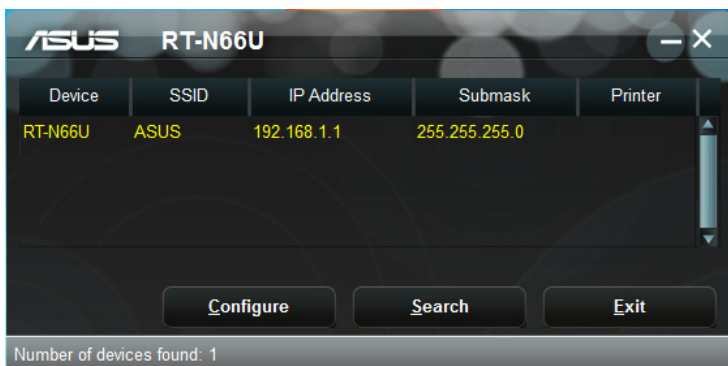 ASUS RT-N66U
Device SSID IP Address Submask Printer
RT-N66U ASUS 192.168.1.1 255.255.255.0
Configure Search Exit
Number of devices found: 1